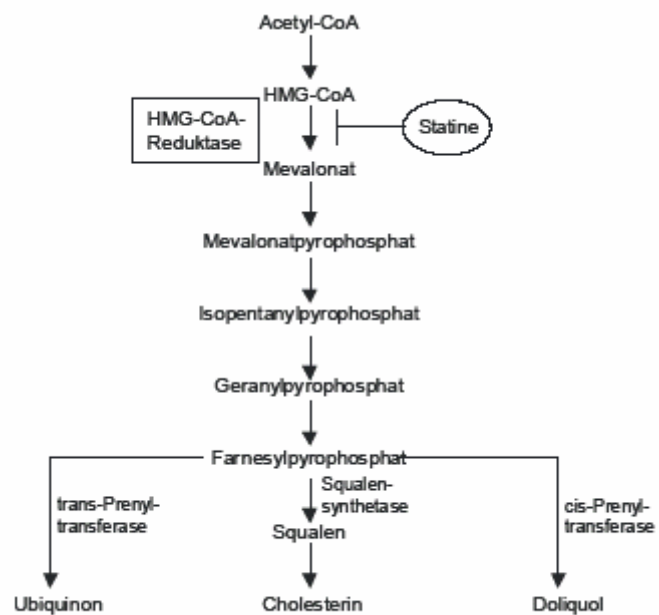 Acetyl-CoA
HMG-CoA
HMG-CoA-
Reduktase
Statine
Mevalonat
Mevalonatpyrophosphat
Isopentanylpyrophosphat
Geranylpyrophosphat
Farnesylpyrophosphat
trans-Prenyl-
transferase
Squalen-
synthetase
cis-Prenyl-
transferase
Squalen
Ubiquinon
Cholesterin
Doliquol